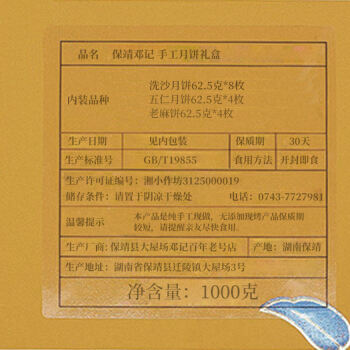 品名 保靖邓记 手工月饼礼盒
内装品种
洗沙月饼62.5克*8枚
五仁月饼62.5克*4枚
老麻饼62.5克*4枚
生产日期 见内包装 保质期 30天
生产标准号 GB/T19855 食用方法 开封即食
生产许可证编号：湘小作坊3125000019
储存条件：请置于阴凉干燥处 电话：0743-7727981
温馨提示 本产品是纯手工现做，无添加现烤产品保质期
较短，请提醒亲友尽快食用。
生产厂商：保靖县大屋场邓记百年老号店 产地：湖南保靖
生产地址：湖南省保靖县迁陵镇大屋场3号
净含量：1000克